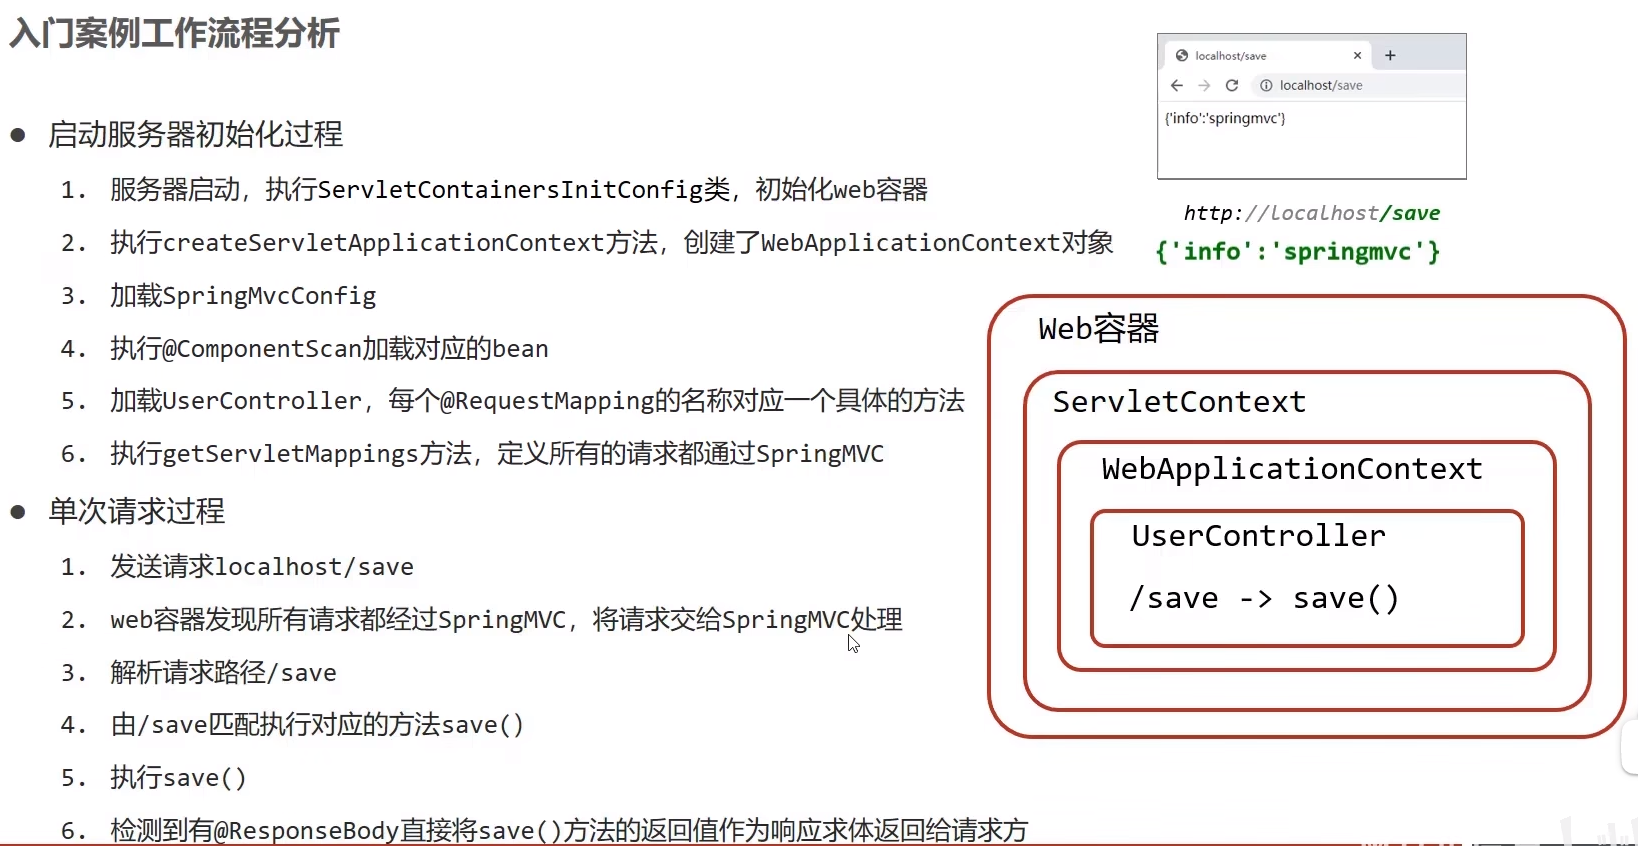 入门案例工作流程分析
● 启动服务器初始化过程
1. 服务器启动，执行ServletContainersInitConfig类，初始化web容器
2. 执行createServletApplicationContext方法，创建了WebApplicationContext对象
3. 加载SpringMvcConfig
4. 执行@ComponentScan加载对应的bean
5. 加载UserController，每个@RequestMapping的名称对应一个具体的方法
6. 执行getServletMappings方法，定义所有的请求都通过SpringMVC
● 单次请求过程
1. 发送请求localhost/save
2. web容器发现所有请求都经过SpringMVC，将请求交给SpringMVC处理
3. 解析请求路径/save
4. 由/save匹配执行对应的方法save()
5. 执行save()
6. 检测到有@ResponseBody直接将save()方法的返回值作为响应求体返回给请求方
localhost/save
localhost/save
{'info':'springmvc'}
http://localhost/save
{'info':'springmvc'}
Web容器
ServletContext
WebApplicationContext
UserController
/save -> save()